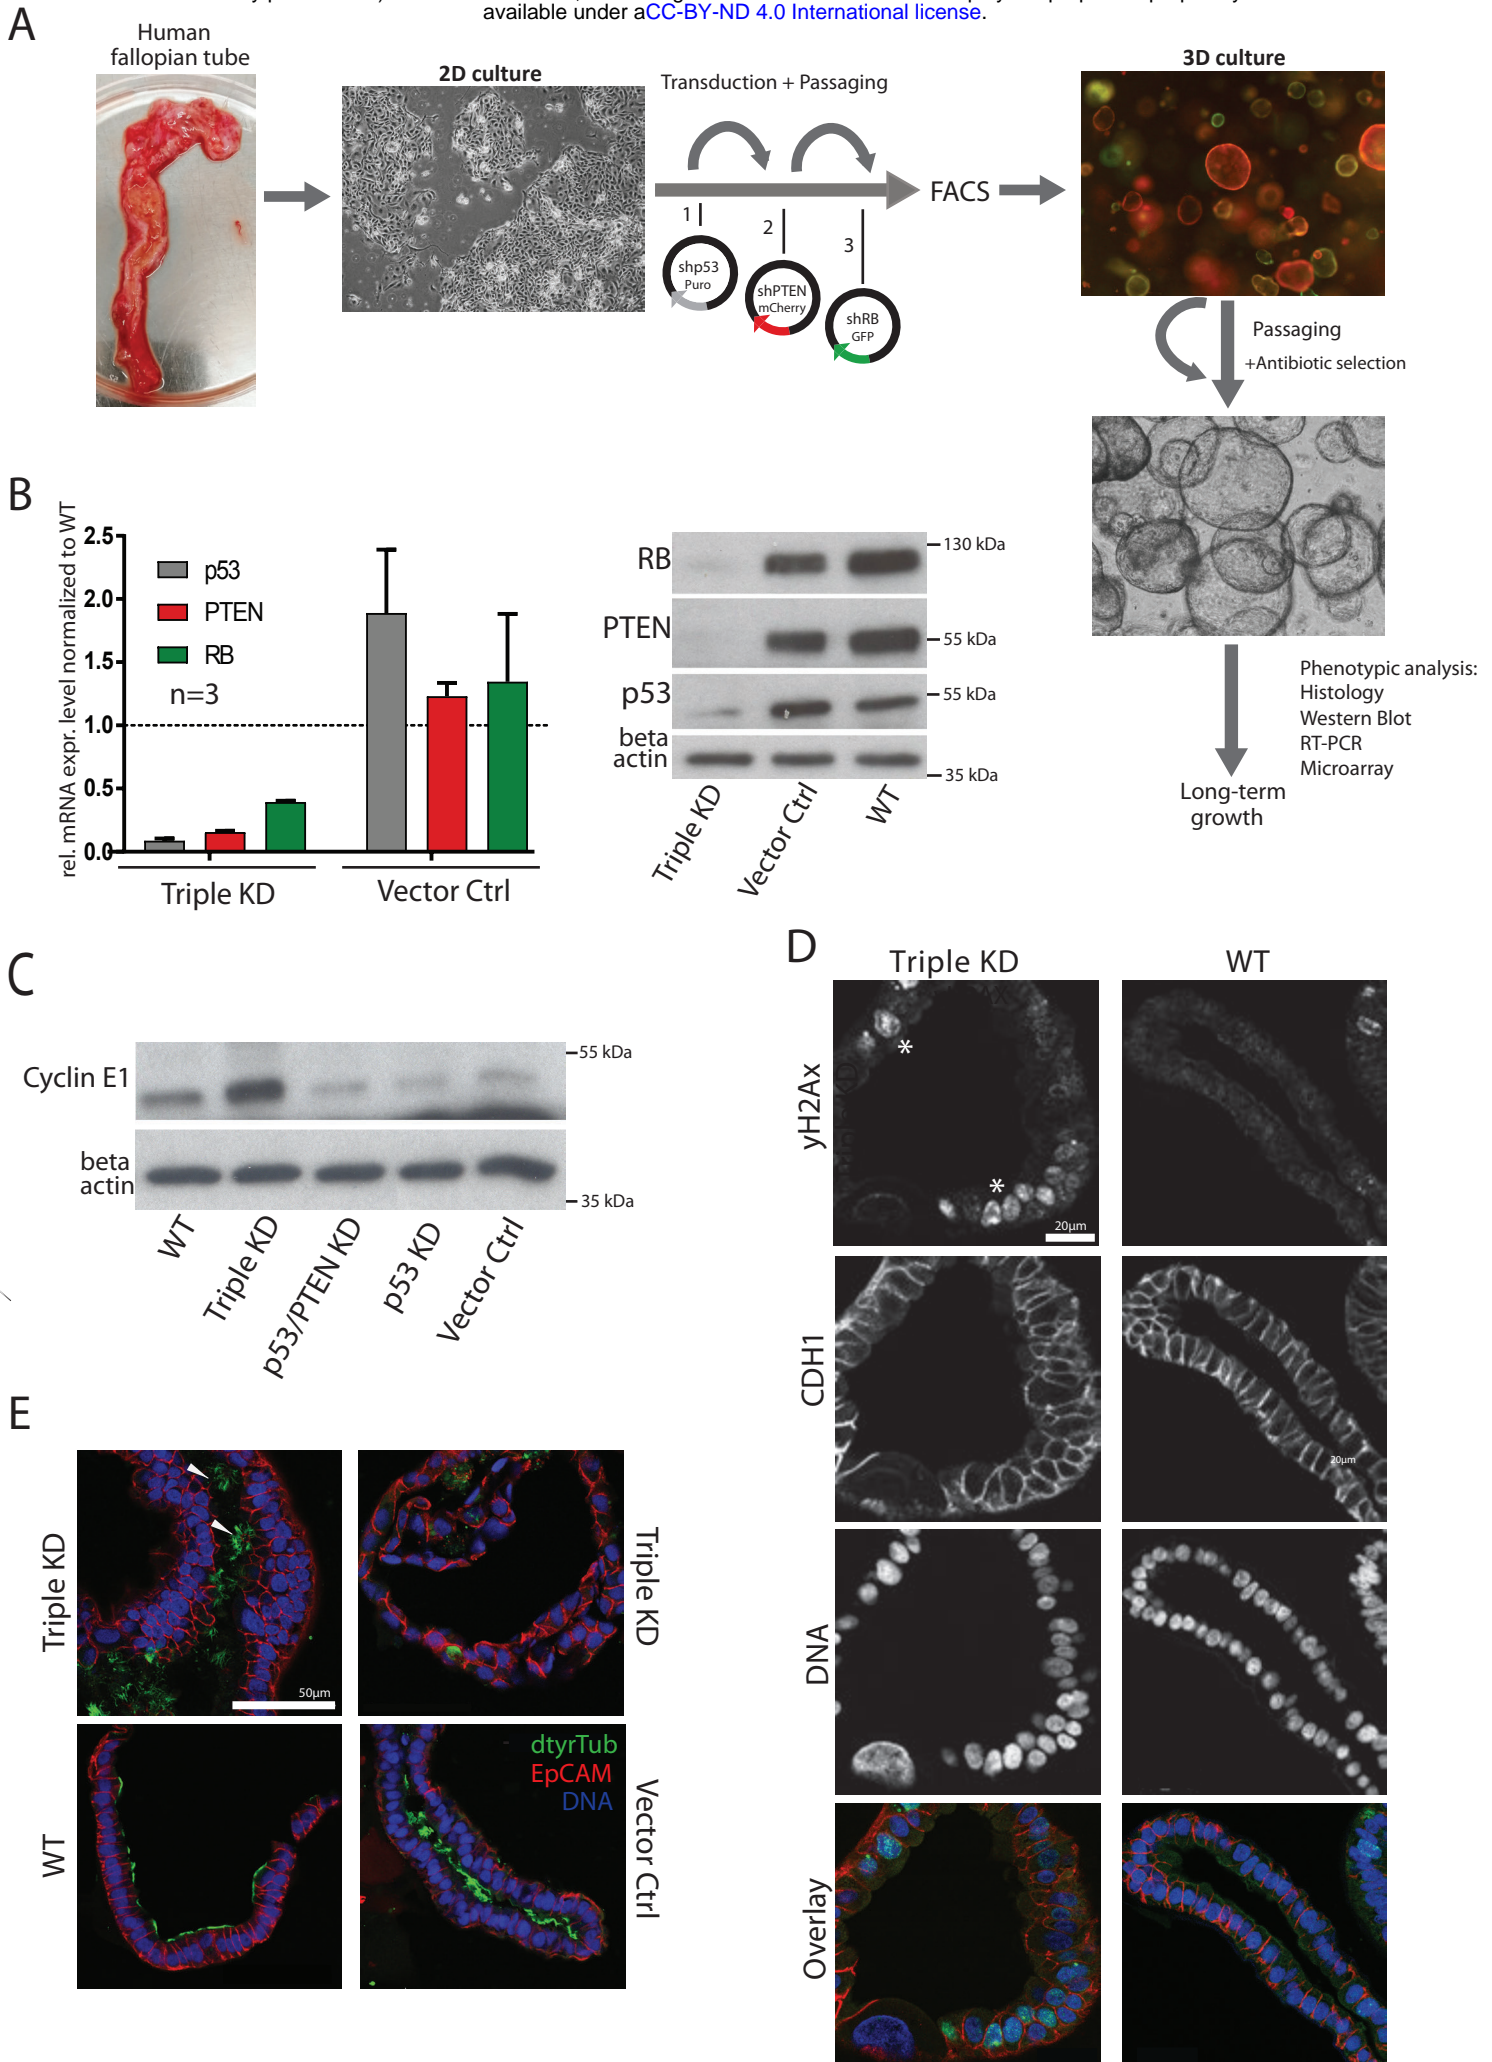 available under aCC-BY-ND 4.0 International license.
A
Human
fallopian tube
2D culture
Transduction + Passaging
3D culture
1
2
3
shp53
Puro
shPTEN
mCherry
shRB
GFP
FACS
Passaging
+Antibiotic selection
Phenotypic analysis:
Histology
Western Blot
RT-PCR
Microarray
Long-term
growth
B
rel. mRNA expr. level normalized to WT
2.5
2.0
1.5
1.0
0.5
0.0
p53
PTEN
RB
n=3
Triple KD
Vector Ctrl
RB
PTEN
p53
beta
actin
130 kDa
55 kDa
55 kDa
35 kDa
Triple KD
Vector Ctrl
WT
C
Cyclin E1
beta
actin
55 kDa
35 kDa
WT
Triple KD
p53/PTEN KD
p53 KD
Vector Ctrl
D
Triple KD
WT
yH2Ax
*
*
20µm
CDH1
20µm
DNA
Overlay
E
Triple KD
50µm
Triple KD
WT
dtyrTub
EpCAM
DNA
Vector Ctrl